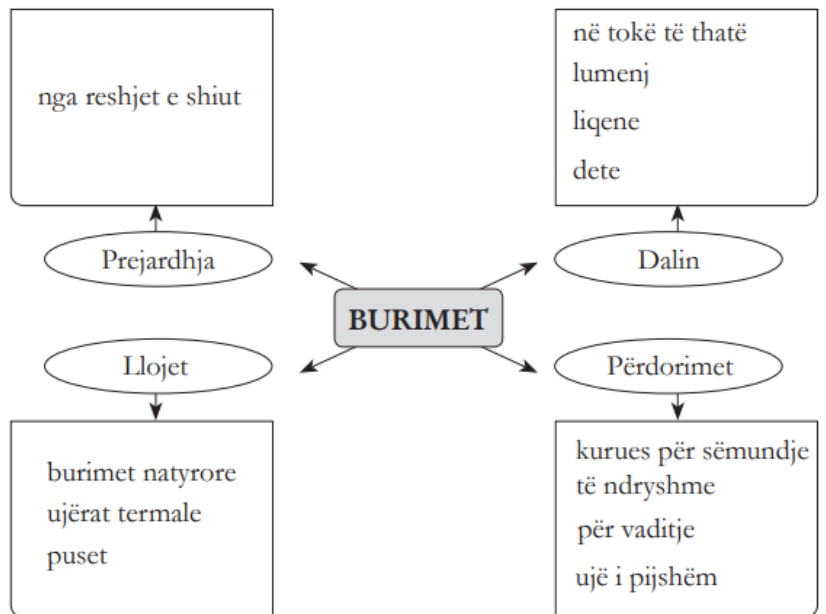 nga reshjet e shiut
në tokë të thatë
lumenj
liqene
dete
Prejardhja
Dalin
BURIMET
Llojet
Përdorimet
burimet natyrore
ujërat termale
puset
kurues për sëmundje
të ndryshme
për vaditje
ujë i pijshëm